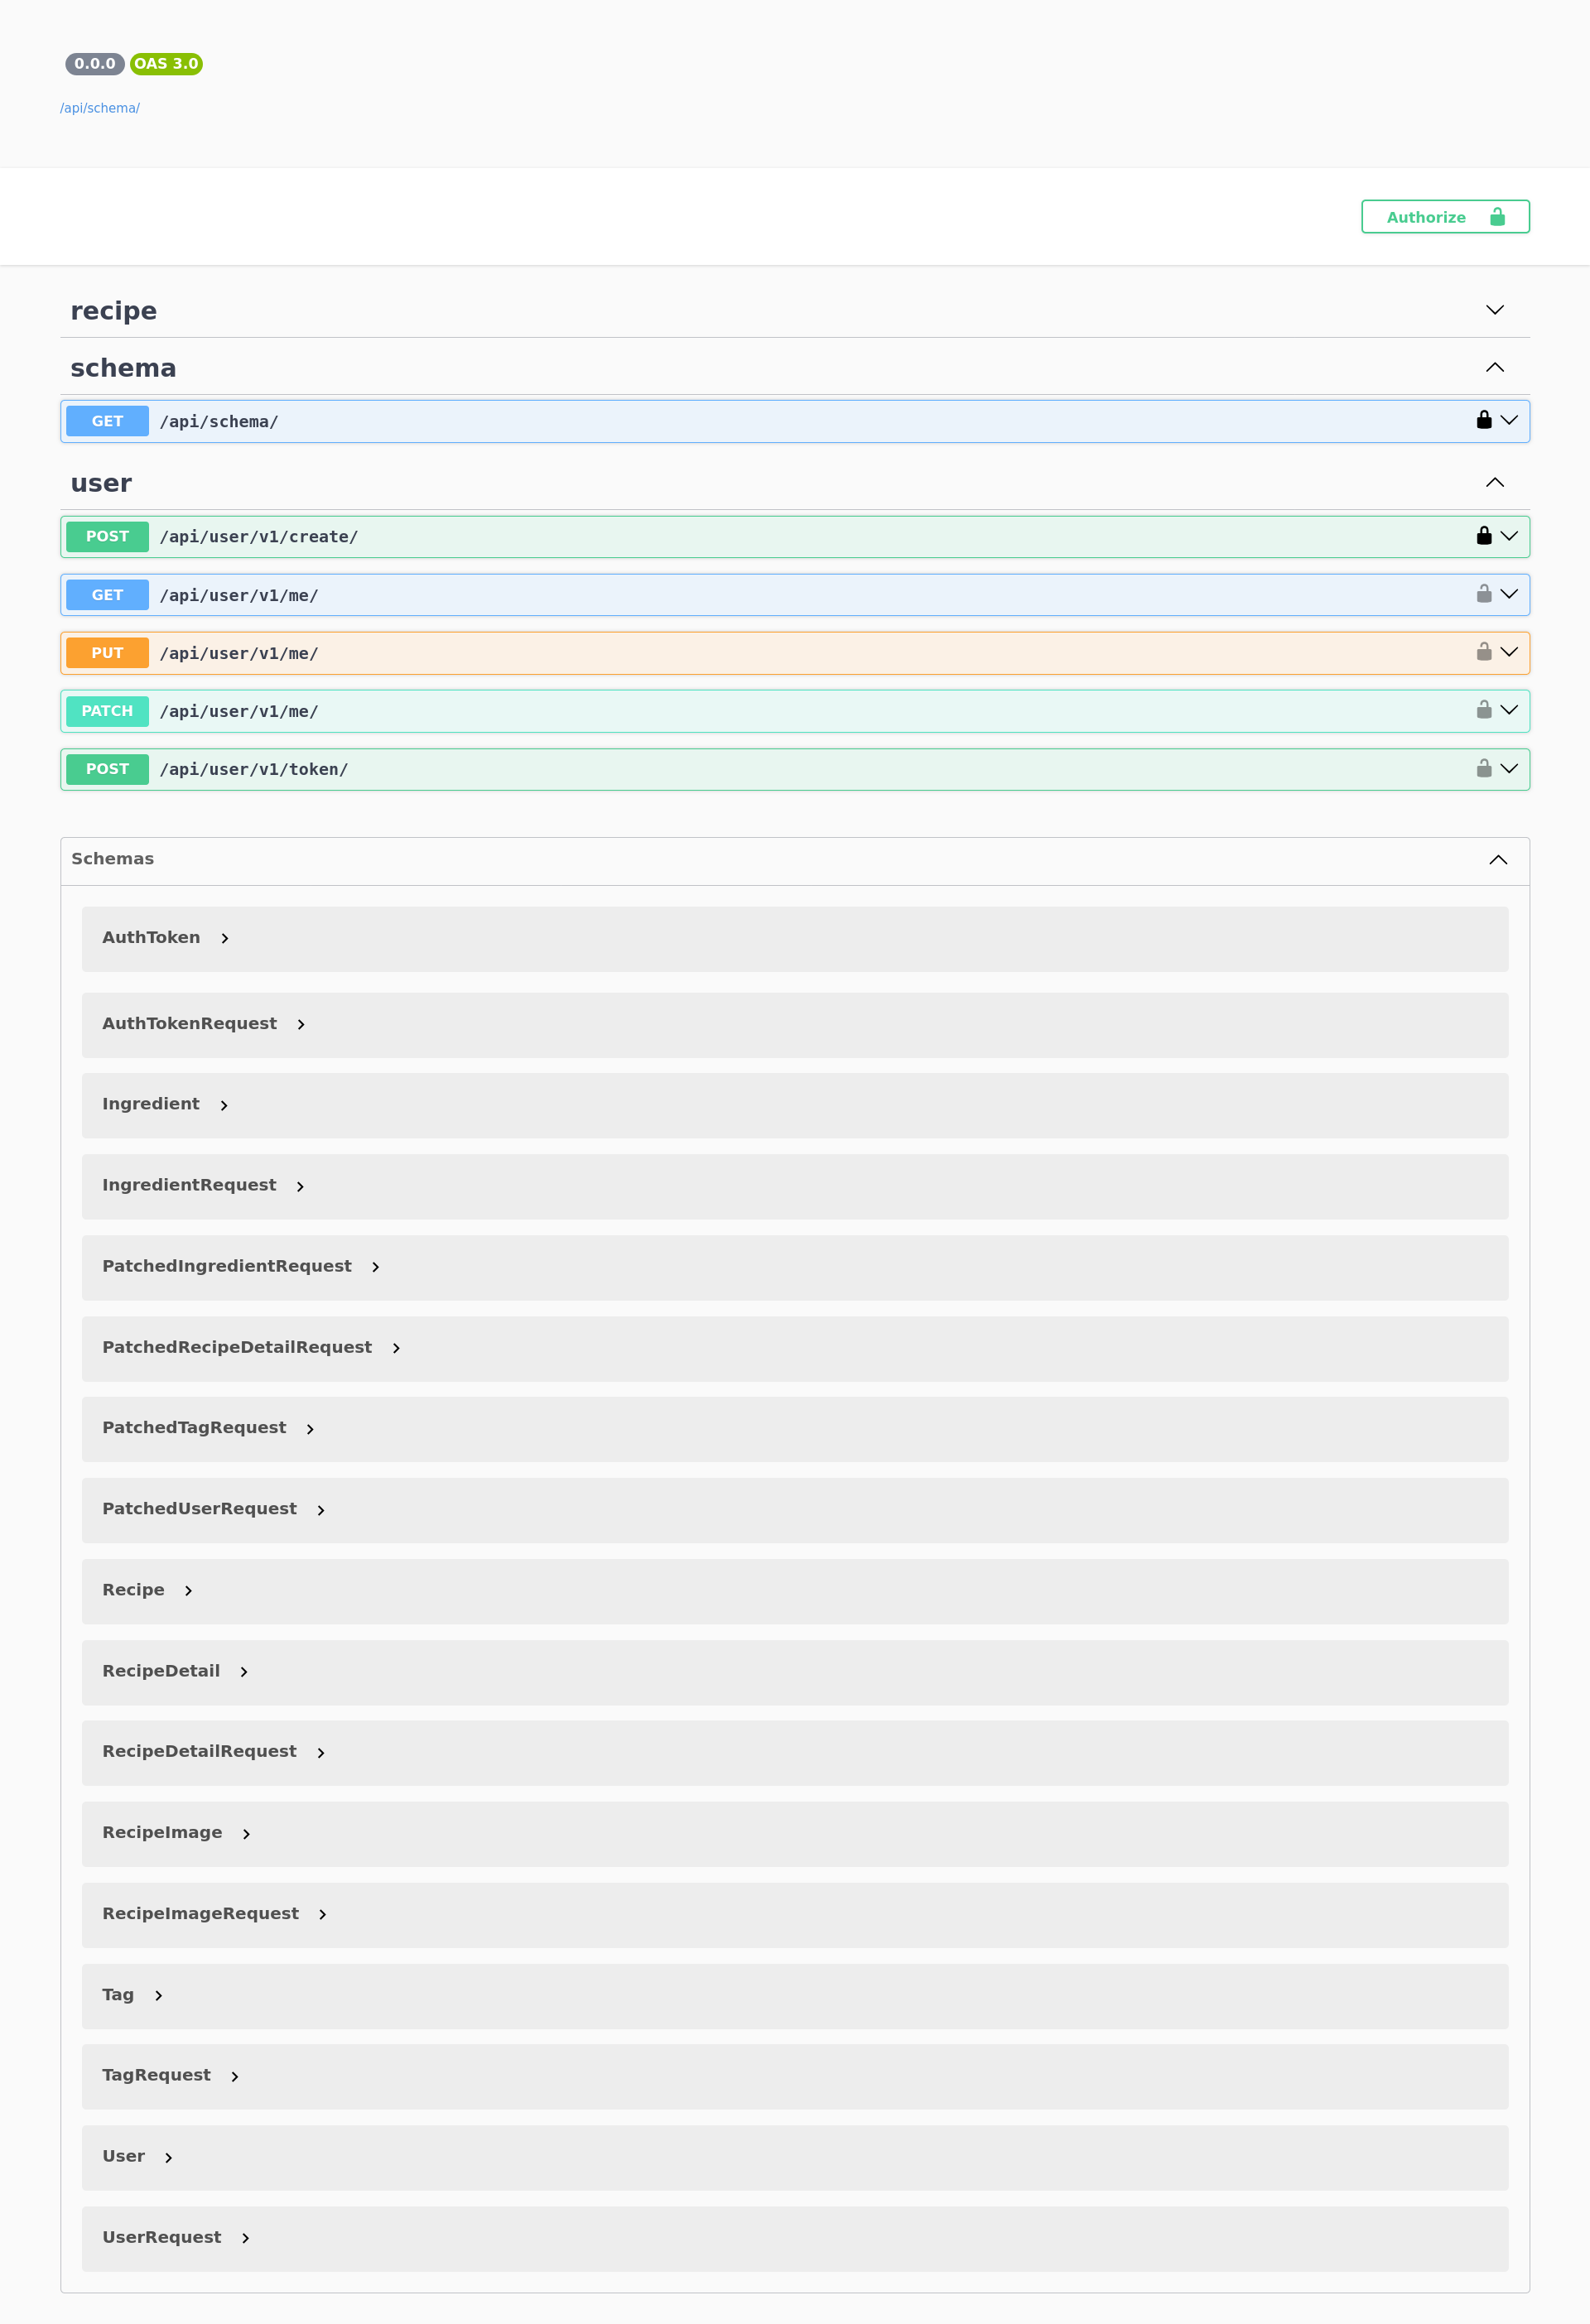 0.0.0 OAS 3.0
/api/schema/
Authorize
recipe
schema
GET /api/schema/
user
POST /api/user/v1/create/
GET /api/user/v1/me/
PUT /api/user/v1/me/
PATCH /api/user/v1/me/
POST /api/user/v1/token/
Schemas
AuthToken
AuthTokenRequest
Ingredient
IngredientRequest
PatchedIngredientRequest
PatchedRecipeDetailRequest
PatchedTagRequest
PatchedUserRequest
Recipe
RecipeDetail
RecipeDetailRequest
RecipeImage
RecipeImageRequest
Tag
TagRequest
User
UserRequest